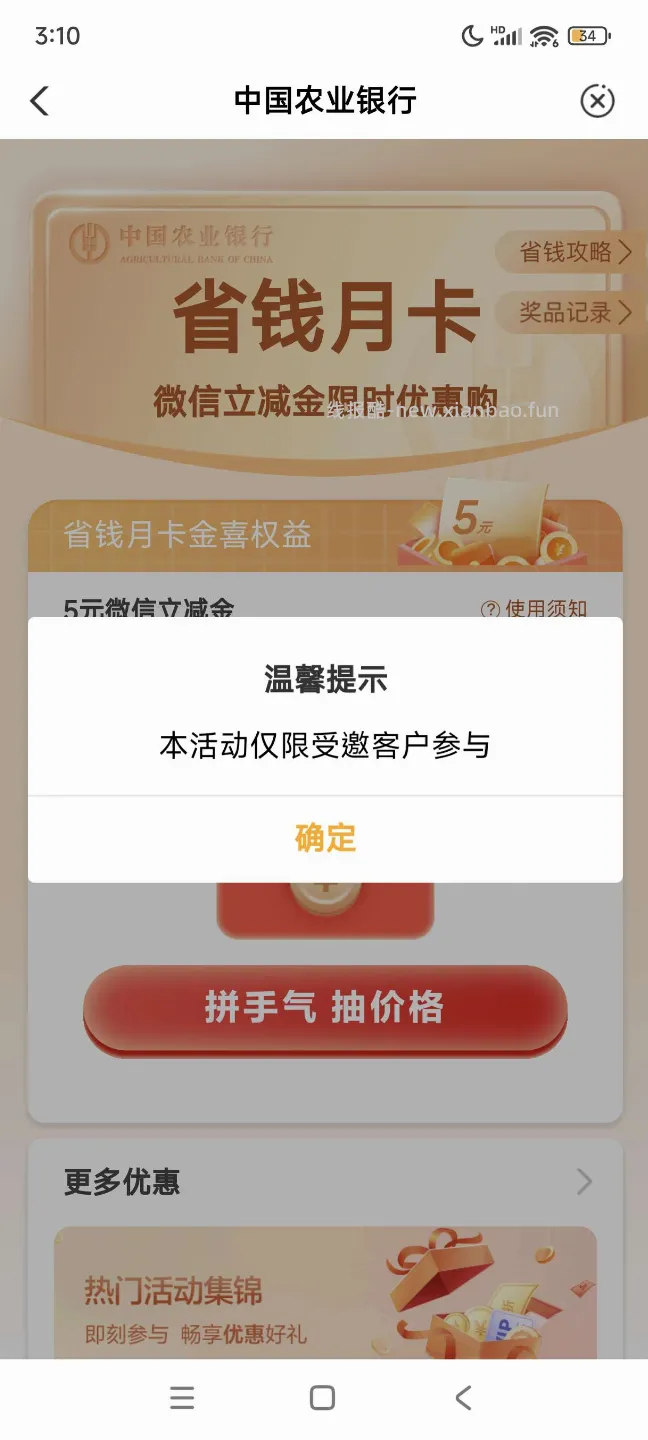 3:10
HD
6
34
中国农业银行
中国农业银行
AGRICULTURAL BANK OF CHINA
省钱攻略
省钱月卡
奖品记录
微信立减金限时优惠购
线报酷-new.xianbao.fun
5元
省钱月卡金喜权益
5元微信立减金
?使用须知
温馨提示
本活动仅限受邀客户参与
确定
拼手气 抽价格
更多优惠
热门活动集锦
即刻参与 畅享优惠好礼
VIP